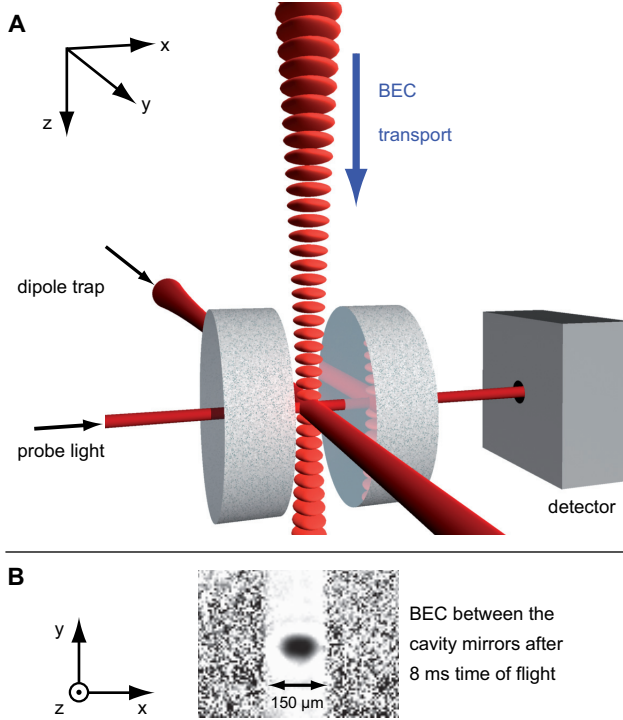 A
x
y
z
BEC
transport
dipole trap
probe light
detector
B
y
z
x
150 μm
BEC between the
cavity mirrors after
8 ms time of flight